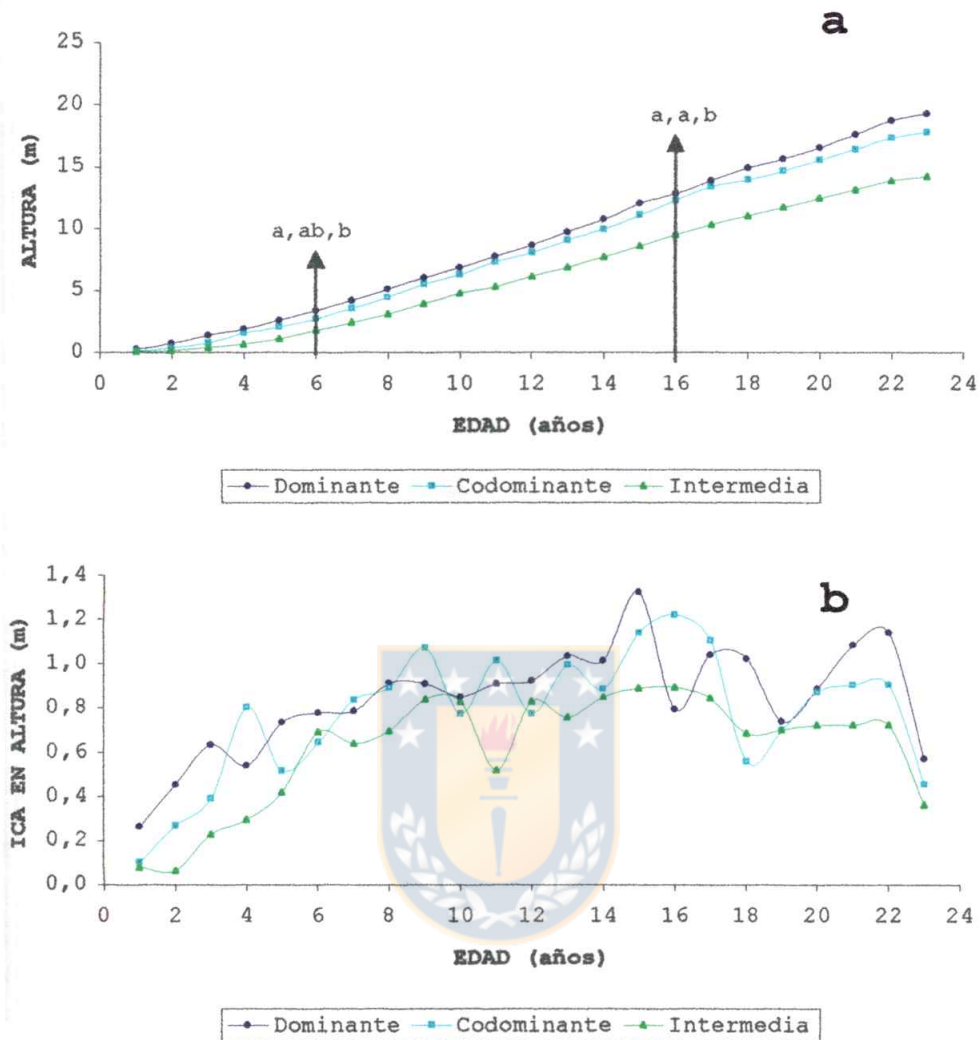 a
25
20
15
10
5
0
ALTURA (m)
a,ab,b
a,a,b
0 2 4 6 8 10 12 14 16 18 20 22 24
EDAD (años)
Dominante Codominante Intermedia
b
1,4
1,2
1,0
0,8
0,6
0,4
0,2
0,0
ICA EN ALTURA (m)
0 2 4 6 8 10 12 14 16 18 20 22 24
EDAD (años)
Dominante Codominante Intermedia